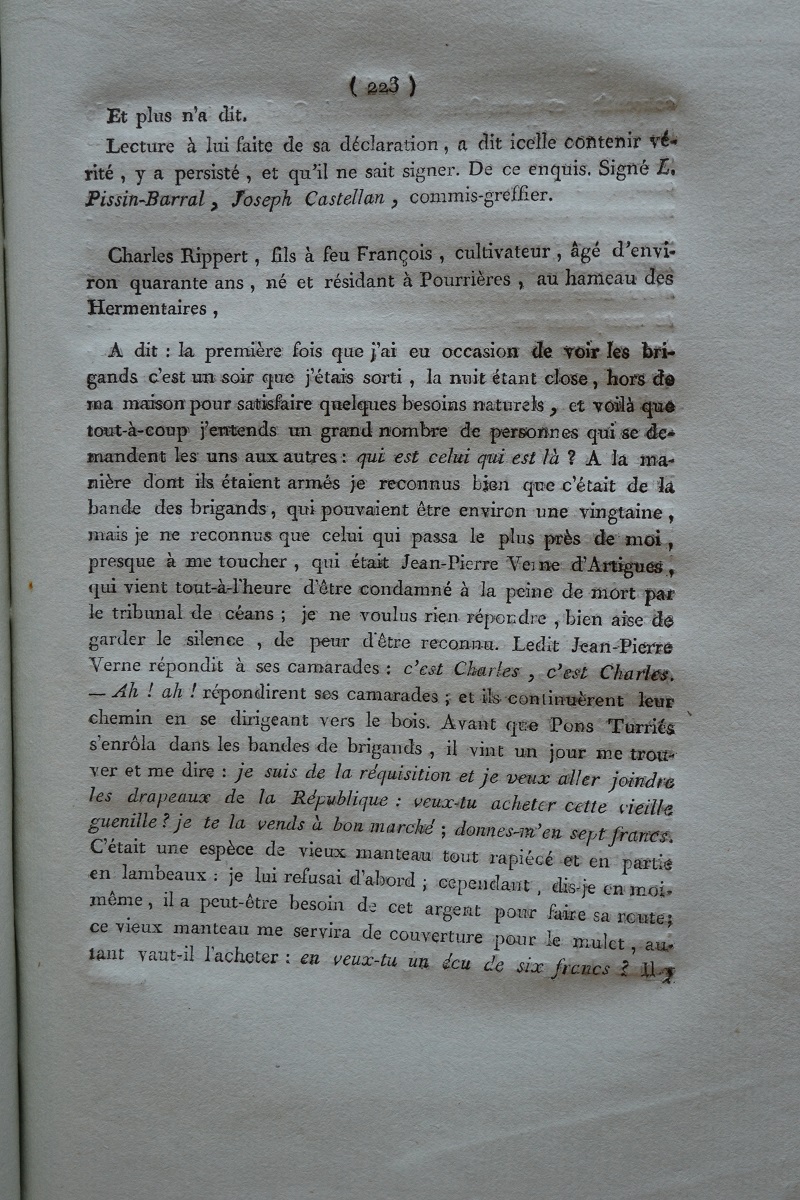 ( 223 )
Et plus n'a dit.
Lecture à lui faite de sa déclaration , a dit icelle contenir vé-
rité , y a persisté , et qu'il ne sait signer. De ce enquis. Signé L.
Pissin-Barral , Joseph Castellan , commis-greffier.
Charles Rippert , fils à feu François , cultivateur , âgé d'envi-
ron quarante ans , né et résidant à Pourrières , au hameau des
Hermentaires ,
A dit : la première fois que j'ai eu occasion de voir les bri-
gands c'est un soir que j'étais sorti , la nuit étant close , hors de
ma maison pour satisfaire quelques besoins naturels , et voilà que
tout-à-coup j'entends un grand nombre de personnes qui se de-
mandent les uns aux autres : qui est celui qui est là ? A la ma-
nière dont ils étaient armés je reconnus bien que c'était de la
bande des brigands , qui pouvaient être environ une vingtaine ,
mais je ne reconnus que celui qui passa le plus près de moi ,
presque à me toucher , qui était Jean-Pierre Verne d'Artigues ,
qui vient tout-à-l'heure d'être condamné à la peine de mort par
le tribunal de céans ; je ne voulus rien répondre , bien aise de
garder le silence , de peur d'être reconnu. Ledit Jean-Pierre
Verne répondit à ses camarades : c'est Charles , c'est Charles.
— Ah ! ah ! répondirent ses camarades ; et ils continuèrent leur
chemin en se dirigeant vers le bois. Avant que Pons Turriés
s'enrôla dans les bandes de brigands , il vint un jour me trou-
ver et me dire : je suis de la réquisition et je veux aller joindre
les drapeaux de la République : veux-tu acheter cette vieille
guenille ? je te la vends à bon marché ; donnes-m'en sept francs.
C'était une espèce de vieux manteau tout rapiécé et en partie
en lambeaux : je lui refusai d'abord ; cependant , dis-je en moi-
même , il a peut-être besoin de cet argent pour faire sa route ;
ce vieux manteau me servira de couverture pour le mulet , au-
tant vaut-il l'acheter : en veux-tu un écu de six francs ? Il y